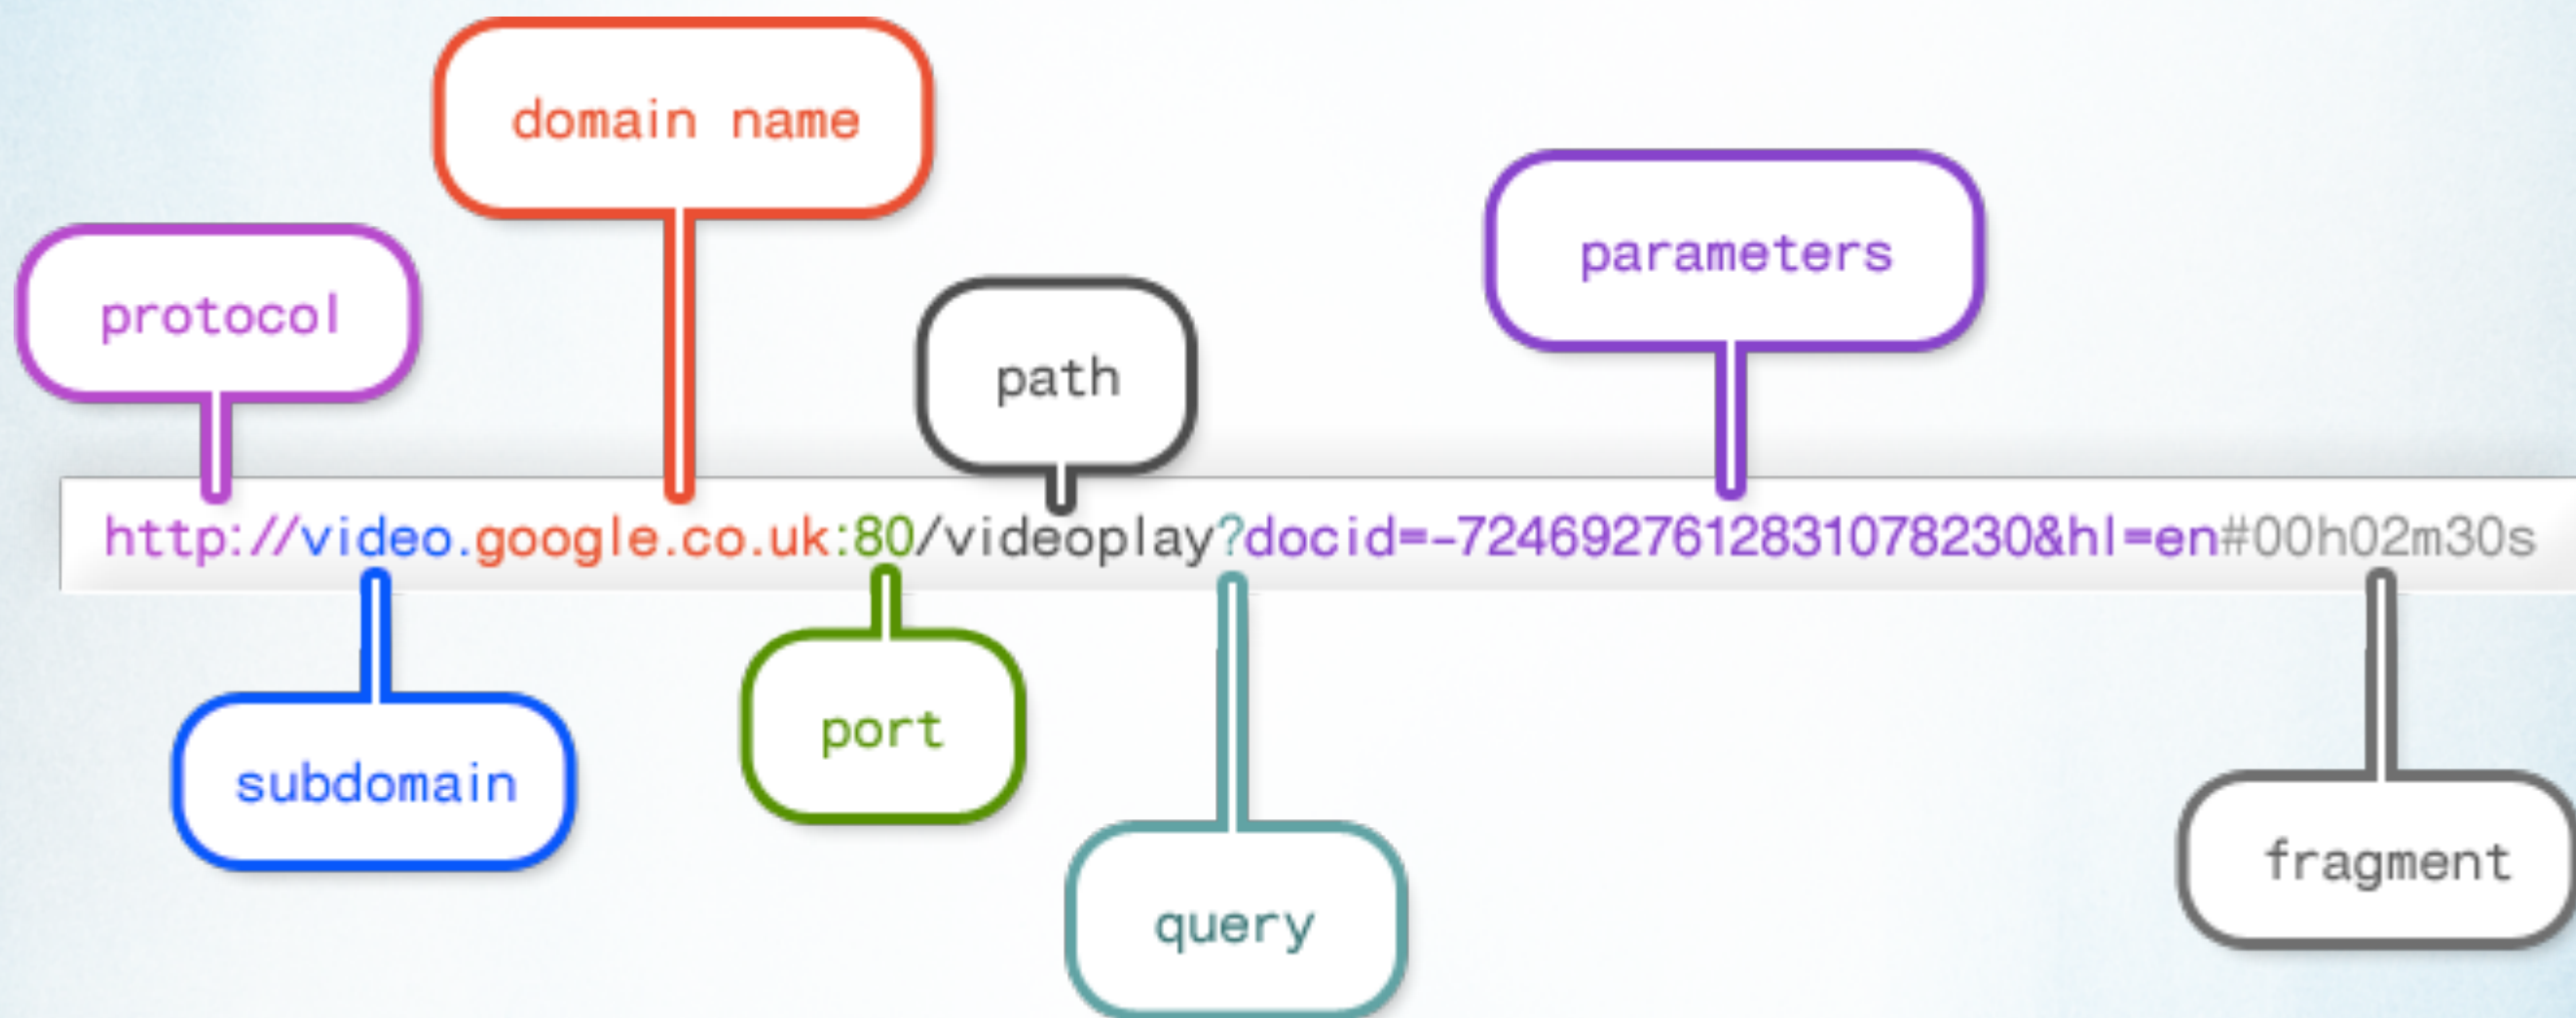 domain name
parameters
protocol
path
http://video.google.co.uk:80/videoplay?docid=-7246927612831078230&hl=en#00h02m30s
port
subdomain
fragment
query